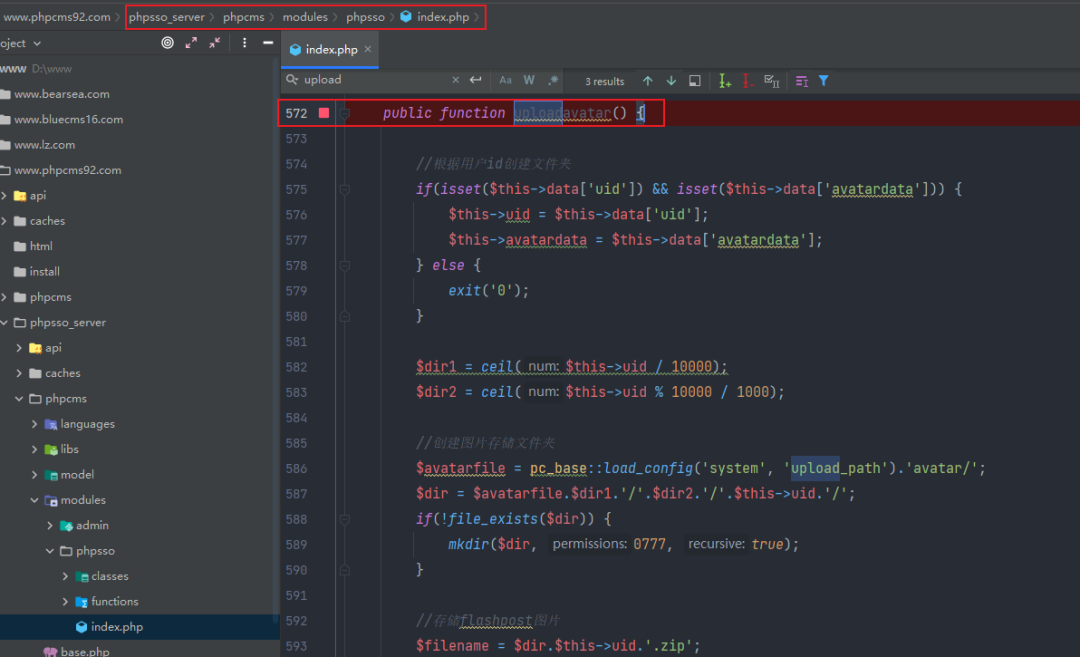 www.phpcms92.com > phpsso_server > phpcms > modules > phpsso > index.php
oject
index.php ×
www D:\www
upload × Aa W .* 3 results
www.bearsea.com
www.bluecms16.com
www.lz.com
www.phpcms92.com
api
caches
html
install
phpcms
phpsso_server
api
caches
phpcms
languages
libs
model
modules
admin
phpsso
classes
functions
index.php
base.php
572 public function uploadavatar() {
573
574 //根据用户id创建文件夹
575 if(isset($this->data['uid']) && isset($this->data['avatardata'])) {
576 $this->uid = $this->data['uid'];
577 $this->avatardata = $this->data['avatardata'];
578 } else {
579 exit('0');
580 }
581
582 $dir1 = ceil( num: $this->uid / 10000);
583 $dir2 = ceil( num: $this->uid % 10000 / 1000);
584
585 //创建图片存储文件夹
586 $avatarfile = pc_base::load_config('system', 'upload_path').'avatar/';
587 $dir = $avatarfile.$dir1.'/'.$dir2.'/'.$this->uid.'/';
588 if(!file_exists($dir)) {
589 mkdir($dir, permissions: 0777, recursive: true);
590 }
591
592 //存储flashpost图片
593 $filename = $dir.$this->uid.'.zip';